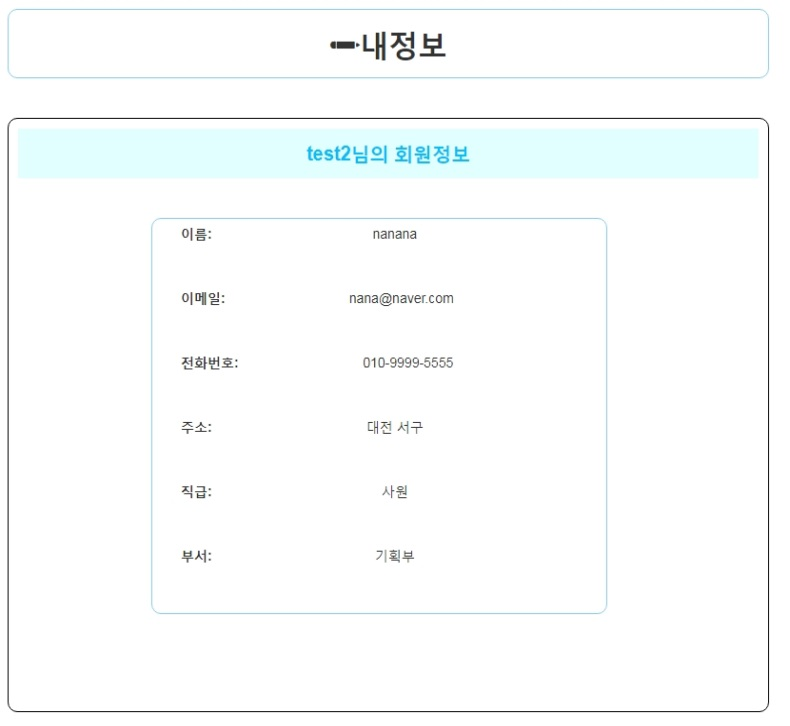 내정보
test2님의 회원정보
이름: nanana
이메일: nana@naver.com
전화번호: 010-9999-5555
주소: 대전 서구
직급: 사원
부서: 기획부